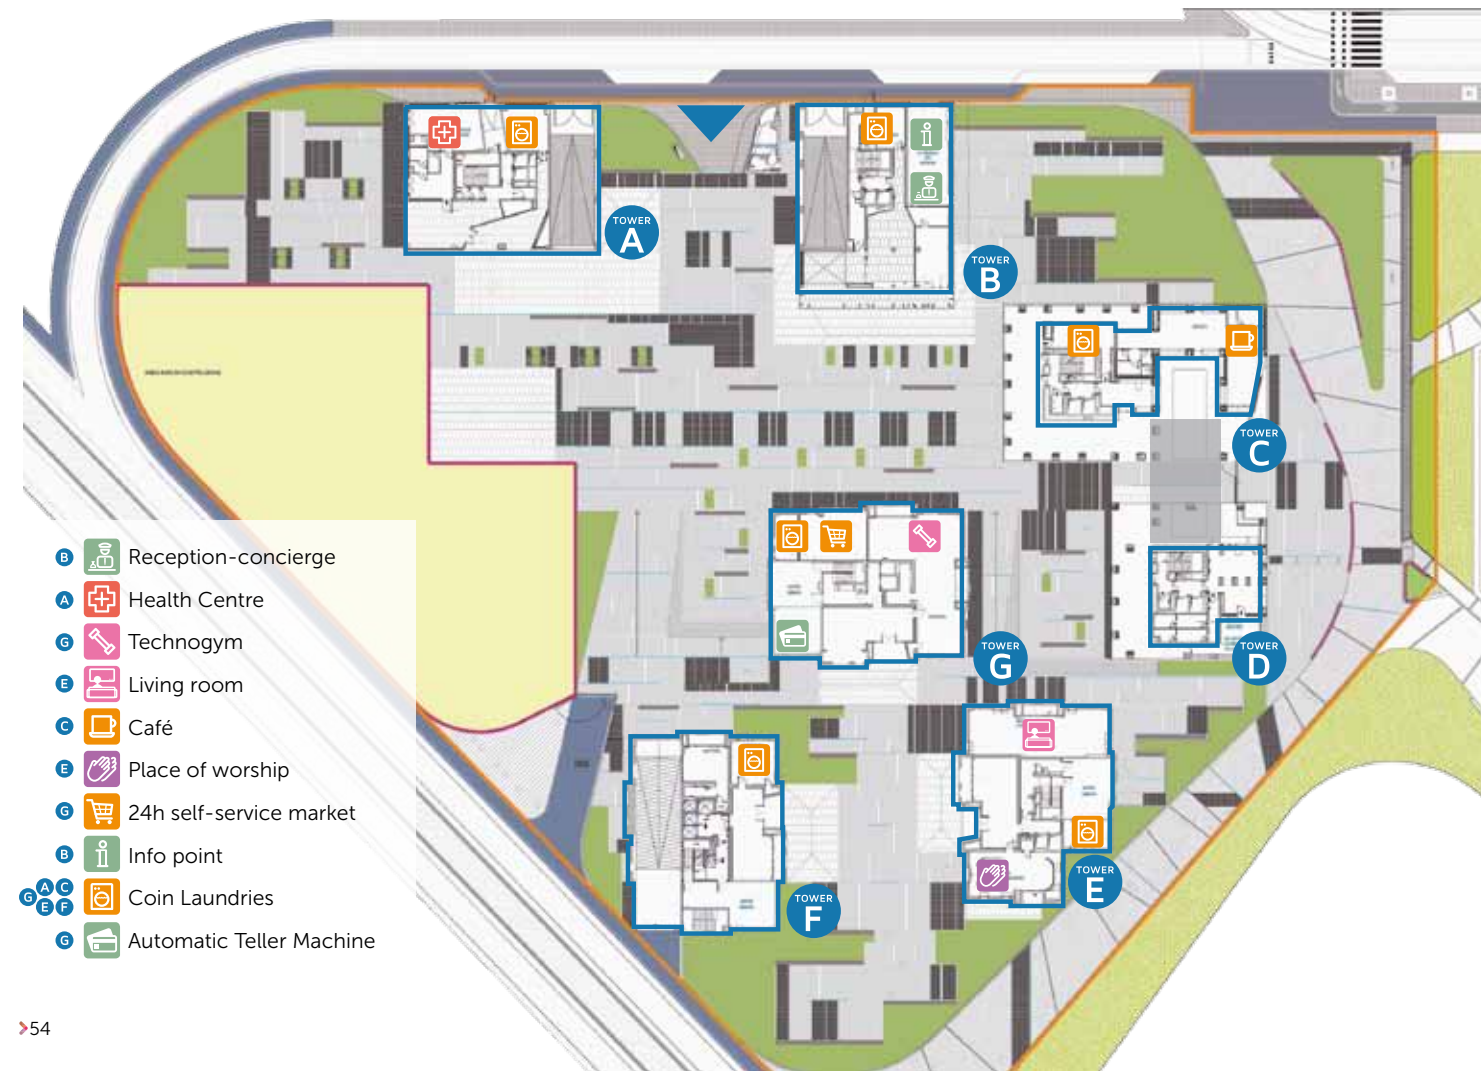 TOWER
A
TOWER
B
TOWER
C
TOWER
G
TOWER
D
TOWER
F
TOWER
E
B Reception-concierge
A Health Centre
G Technogym
E Living room
C Café
E Place of worship
G 24h self-service market
B Info point
A C
G E F Coin Laundries
G Automatic Teller Machine
>54